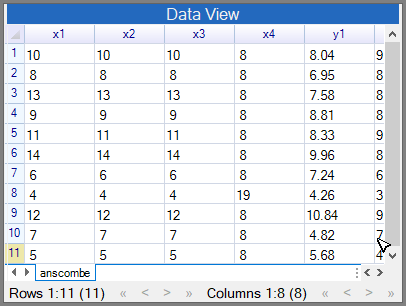 Data View
x1 x2 x3 x4 y1
1 10 10 10 8 8.04 9
2 8 8 8 8 6.95 8
3 13 13 13 8 7.58 8
4 9 9 9 8 8.81 8
5 11 11 11 8 8.33 9
6 14 14 14 8 9.96 8
7 6 6 6 8 7.24 6
8 4 4 4 19 4.26 3
9 12 12 12 8 10.84 9
10 7 7 7 8 4.82 7
11 5 5 5 8 5.68 4
anscombe
Rows 1:11 (11) « < > » Columns 1:8 (8) « < > »